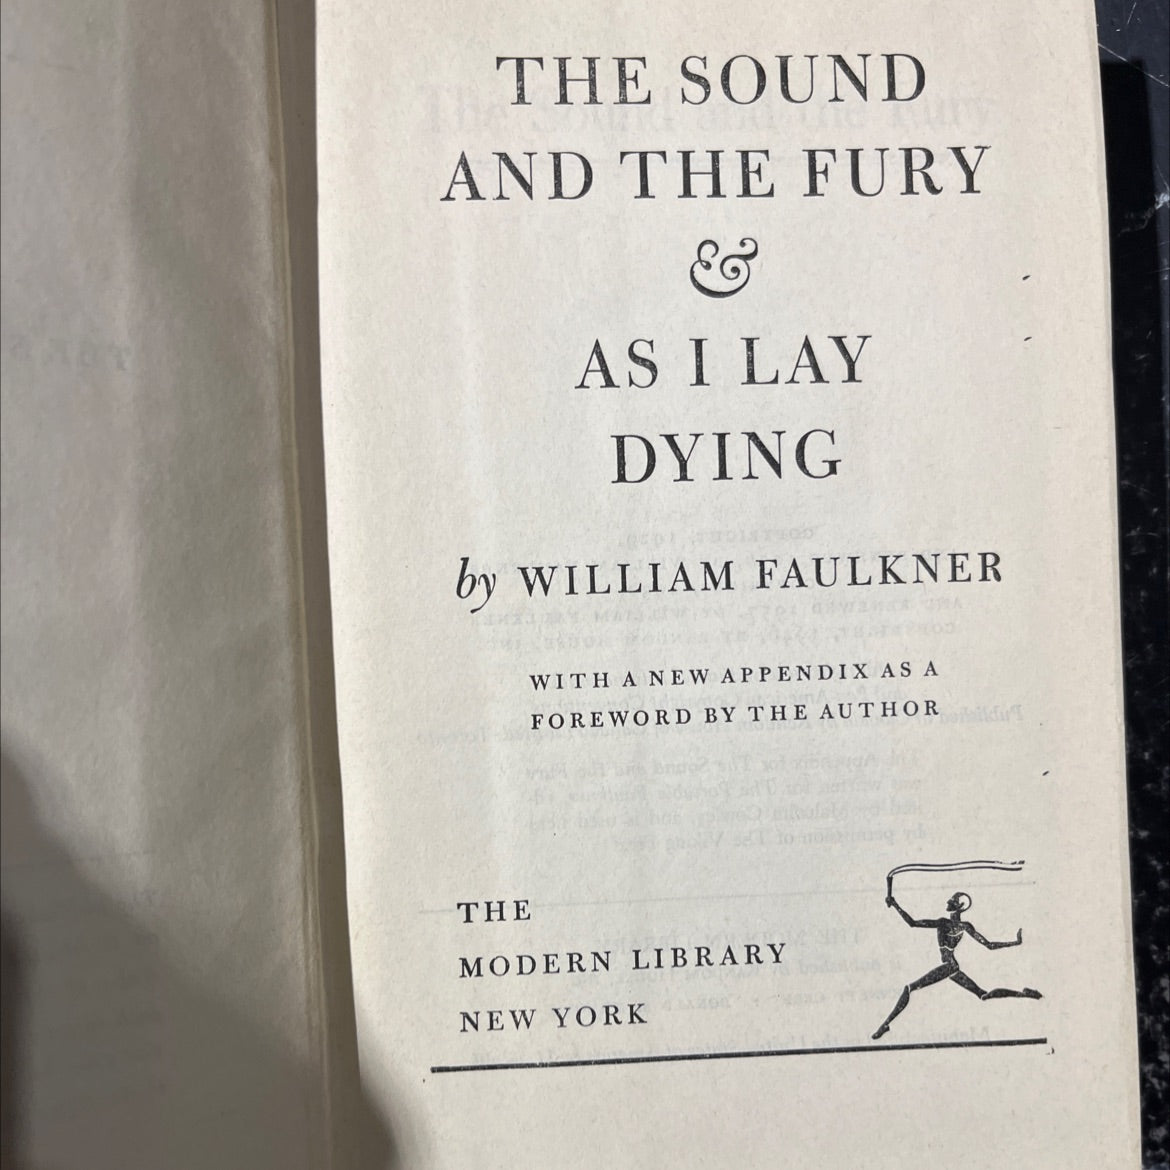 THE SOUND
AND THE FURY
&
AS I LAY
DYING
by WILLIAM FAULKNER
WITH A NEW APPENDIX AS A
FOREWORD BY THE AUTHOR
THE
MODERN LIBRARY
NEW YORK